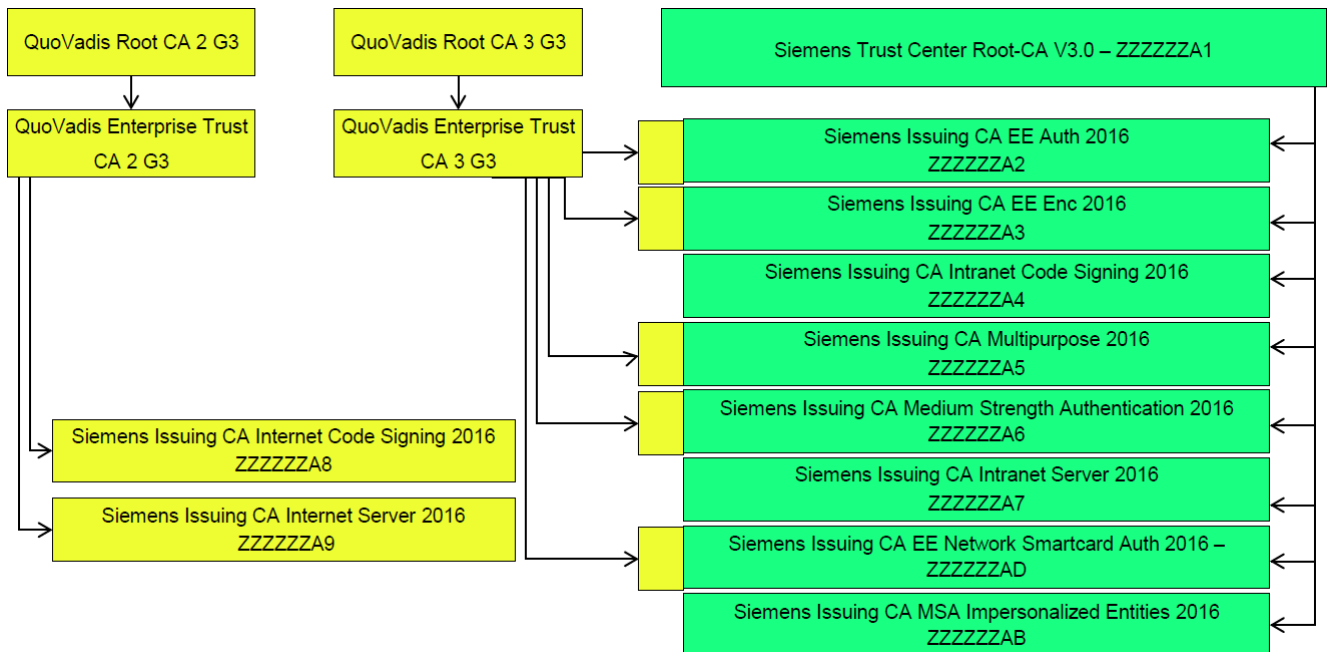 QuoVadis Root CA 2 G3
QuoVadis Root CA 3 G3
Siemens Trust Center Root-CA V3.0 – ZZZZZZA1
QuoVadis Enterprise Trust
CA 2 G3
QuoVadis Enterprise Trust
CA 3 G3
Siemens Issuing CA EE Auth 2016
ZZZZZZA2
Siemens Issuing CA EE Enc 2016
ZZZZZZA3
Siemens Issuing CA Intranet Code Signing 2016
ZZZZZZA4
Siemens Issuing CA Multipurpose 2016
ZZZZZZA5
Siemens Issuing CA Medium Strength Authentication 2016
ZZZZZZA6
Siemens Issuing CA Internet Code Signing 2016
ZZZZZZA8
Siemens Issuing CA Intranet Server 2016
ZZZZZZA7
Siemens Issuing CA Internet Server 2016
ZZZZZZA9
Siemens Issuing CA EE Network Smartcard Auth 2016 –
ZZZZZZAD
Siemens Issuing CA MSA Impersonalized Entities 2016
ZZZZZZAB